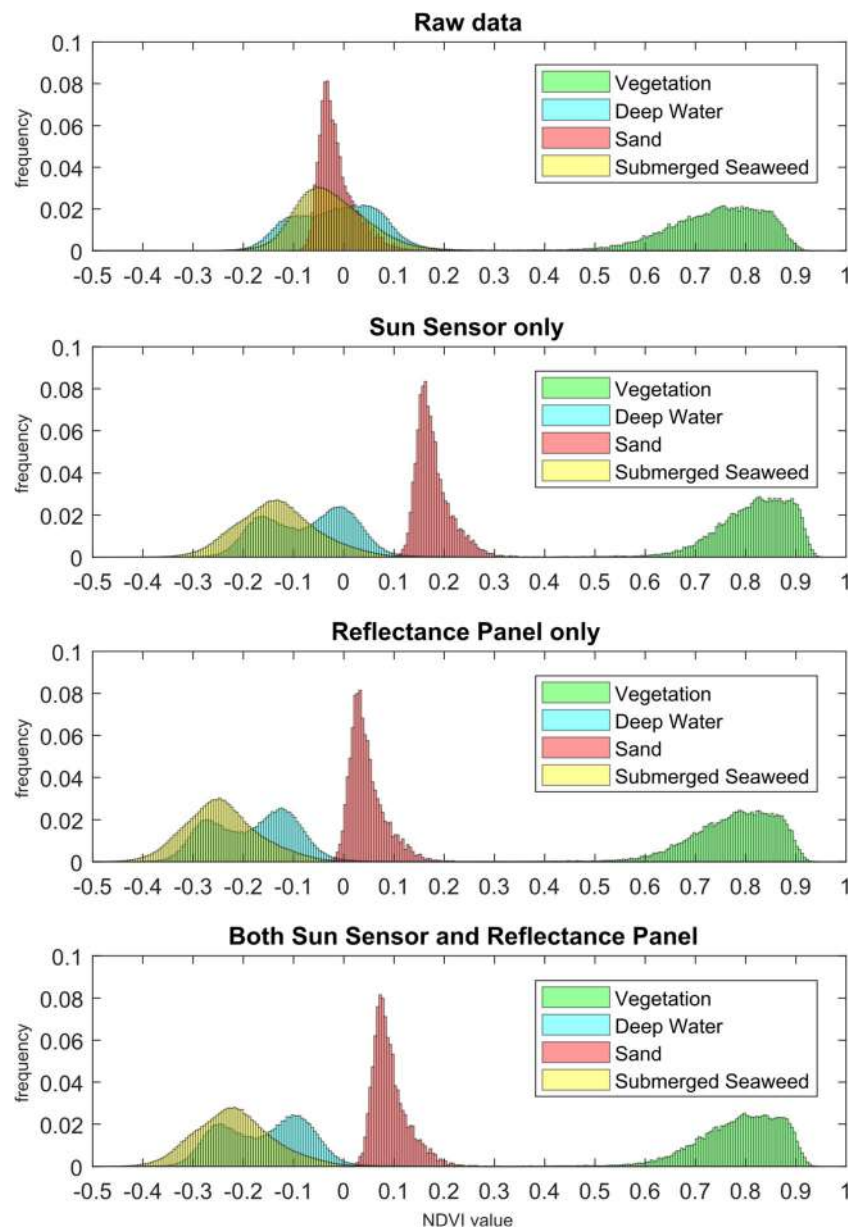 Raw data
0.1
0.08
0.06
0.04
0.02
0
frequency
Vegetation
Deep Water
Sand
Submerged Seaweed
-0.5 -0.4 -0.3 -0.2 -0.1 0 0.1 0.2 0.3 0.4 0.5 0.6 0.7 0.8 0.9 1
Sun Sensor only
0.1
0.08
0.06
0.04
0.02
0
frequency
Vegetation
Deep Water
Sand
Submerged Seaweed
-0.5 -0.4 -0.3 -0.2 -0.1 0 0.1 0.2 0.3 0.4 0.5 0.6 0.7 0.8 0.9 1
Reflectance Panel only
0.1
0.08
0.06
0.04
0.02
0
frequency
Vegetation
Deep Water
Sand
Submerged Seaweed
-0.5 -0.4 -0.3 -0.2 -0.1 0 0.1 0.2 0.3 0.4 0.5 0.6 0.7 0.8 0.9 1
Both Sun Sensor and Reflectance Panel
0.1
0.08
0.06
0.04
0.02
0
frequency
Vegetation
Deep Water
Sand
Submerged Seaweed
-0.5 -0.4 -0.3 -0.2 -0.1 0 0.1 0.2 0.3 0.4 0.5 0.6 0.7 0.8 0.9 1
NDVI value